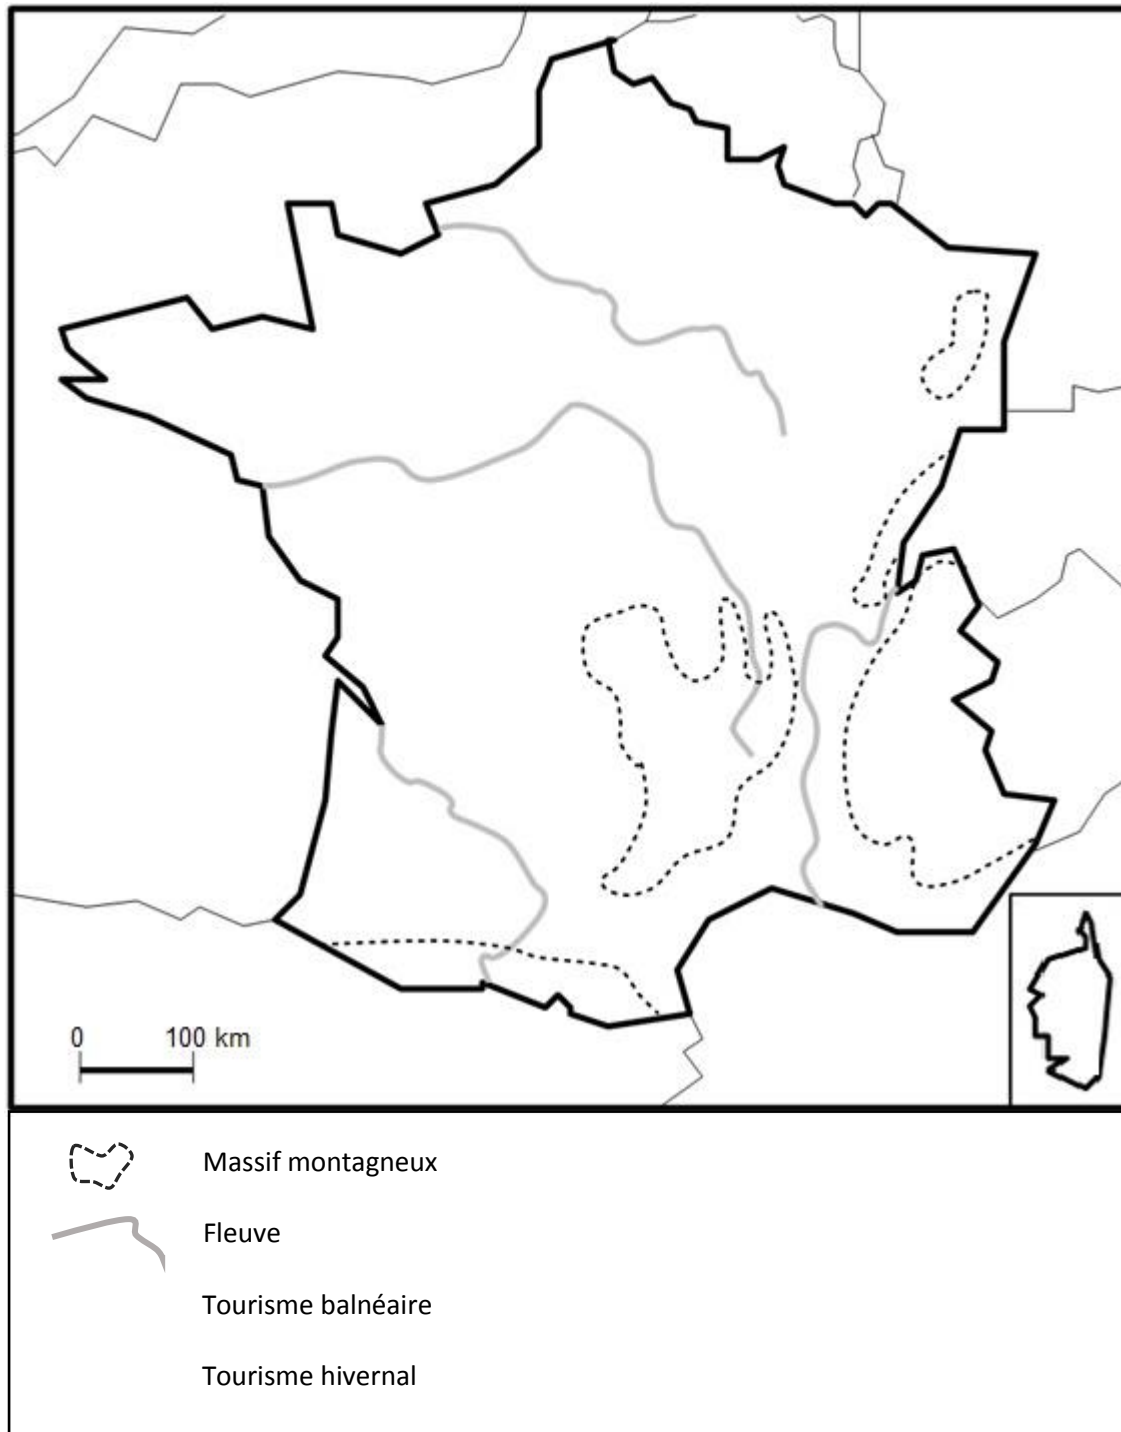 0 100 km
Massif montagneux
Fleuve
Tourisme balnéaire
Tourisme hivernal